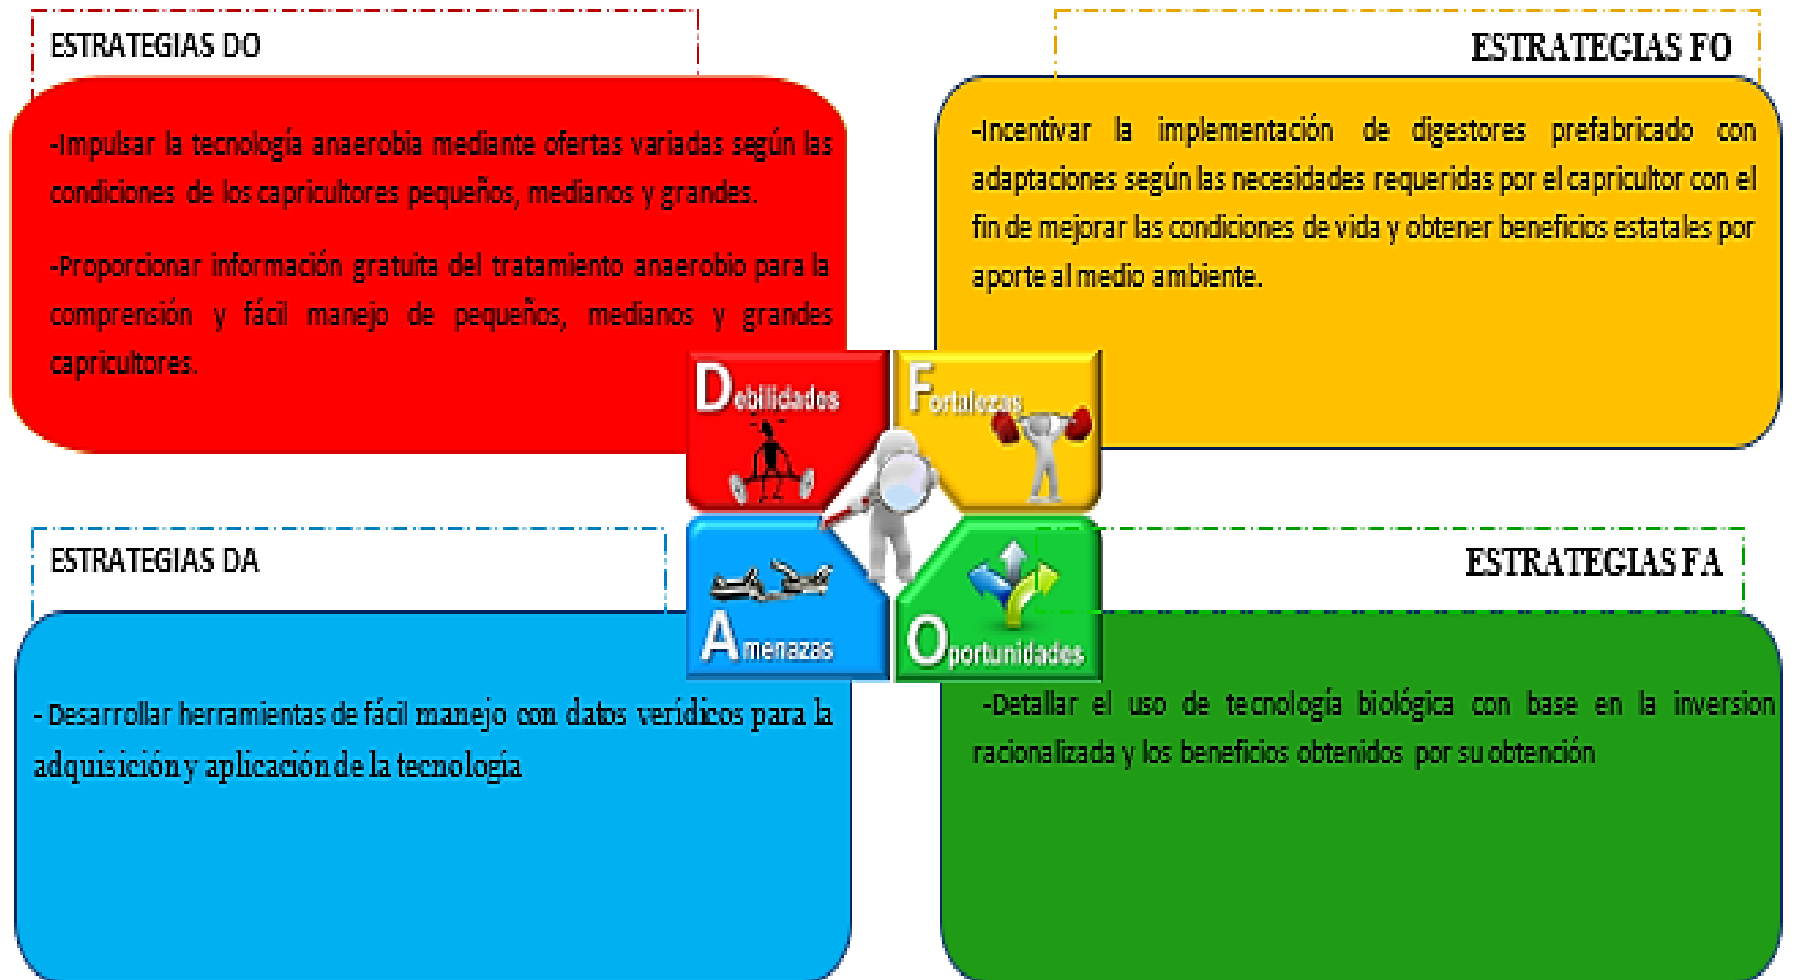 ESTRATEGIAS DO
-Impulsar la tecnología anaerobia mediante ofertas variadas según las
condiciones de los capricultores pequeños, medianos y grandes.
-Proporcionar información gratuita del tratamiento anaerobio para la
comprensión y fácil manejo de pequeños, medianos y grandes
capricultores.
ESTRATEGIAS FO
-Incentivar la implementación de digestores prefabricado con
adaptaciones según las necesidades requeridas por el capricultor con el
fin de mejorar las condiciones de vida y obtener beneficios estatales por
aporte al medio ambiente.
Debilidades
Fortalezas
Amenazas
Oportunidades
ESTRATEGIAS DA
- Desarrollar herramientas de fácil manejo con datos verídicos para la
adquisición y aplicación de la tecnología
ESTRATEGIAS FA
-Detallar el uso de tecnología biológica con base en la inversion
racionalizada y los beneficios obtenidos por su obtención